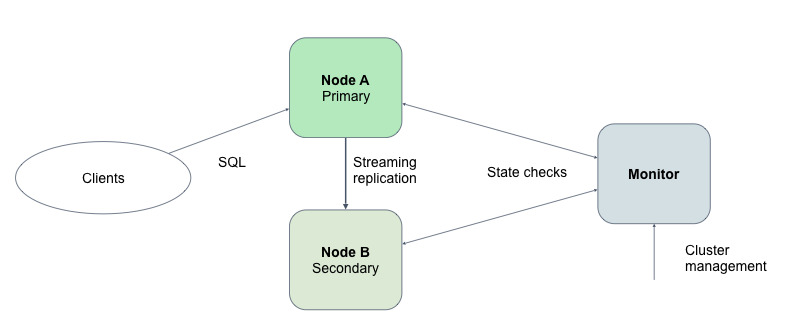 Node A
Primary
Clients
SQL
Streaming
replication
State checks
Monitor
Node B
Secondary
Cluster
management